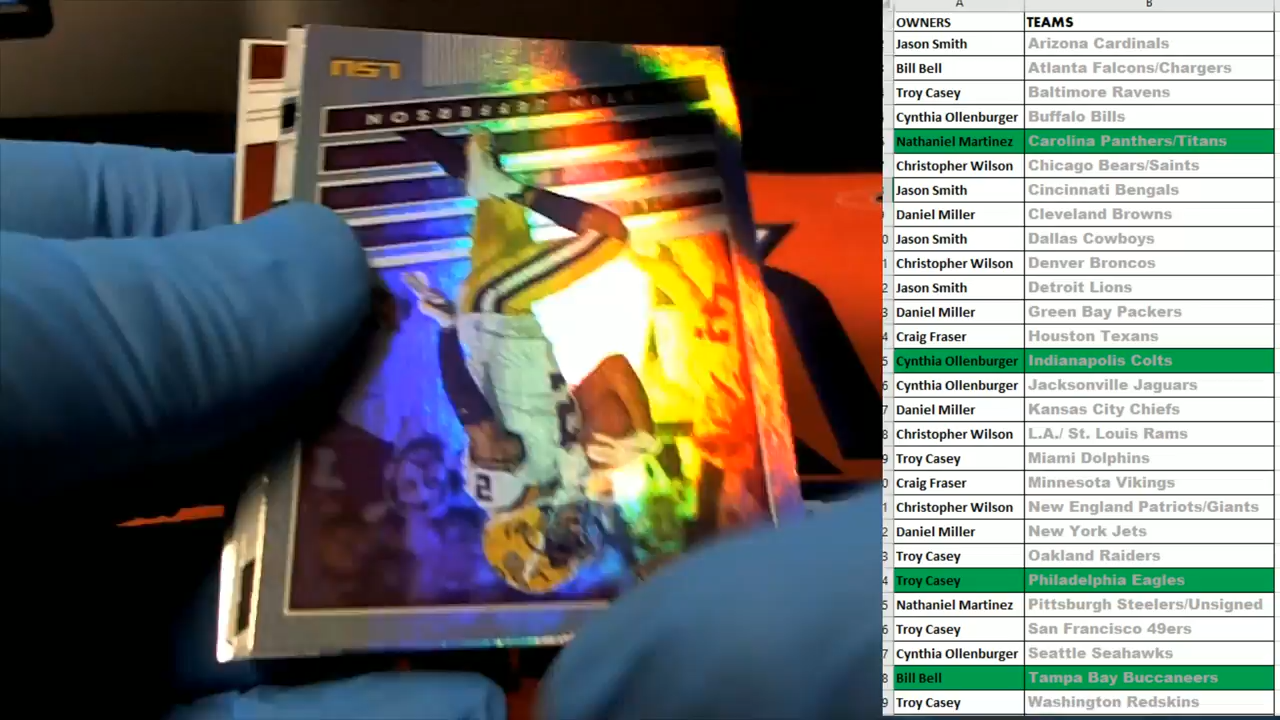 LSU
JEFFERSON
2
2
OWNERS TEAMS
Jason Smith Arizona Cardinals
Bill Bell Atlanta Falcons/Chargers
Troy Casey Baltimore Ravens
Cynthia Ollenburger Buffalo Bills
Nathaniel Martinez Carolina Panthers/Titans
Christopher Wilson Chicago Bears/Saints
Jason Smith Cincinnati Bengals
Daniel Miller Cleveland Browns
Jason Smith Dallas Cowboys
Christopher Wilson Denver Broncos
Jason Smith Detroit Lions
Daniel Miller Green Bay Packers
Craig Fraser Houston Texans
Cynthia Ollenburger Indianapolis Colts
Cynthia Ollenburger Jacksonville Jaguars
Daniel Miller Kansas City Chiefs
Christopher Wilson L.A./ St. Louis Rams
Troy Casey Miami Dolphins
Craig Fraser Minnesota Vikings
Christopher Wilson New England Patriots/Giants
Daniel Miller New York Jets
Troy Casey Oakland Raiders
Troy Casey Philadelphia Eagles
Nathaniel Martinez Pittsburgh Steelers/Unsigned
Troy Casey San Francisco 49ers
Cynthia Ollenburger Seattle Seahawks
Bill Bell Tampa Bay Buccaneers
Troy Casey Washington Redskins